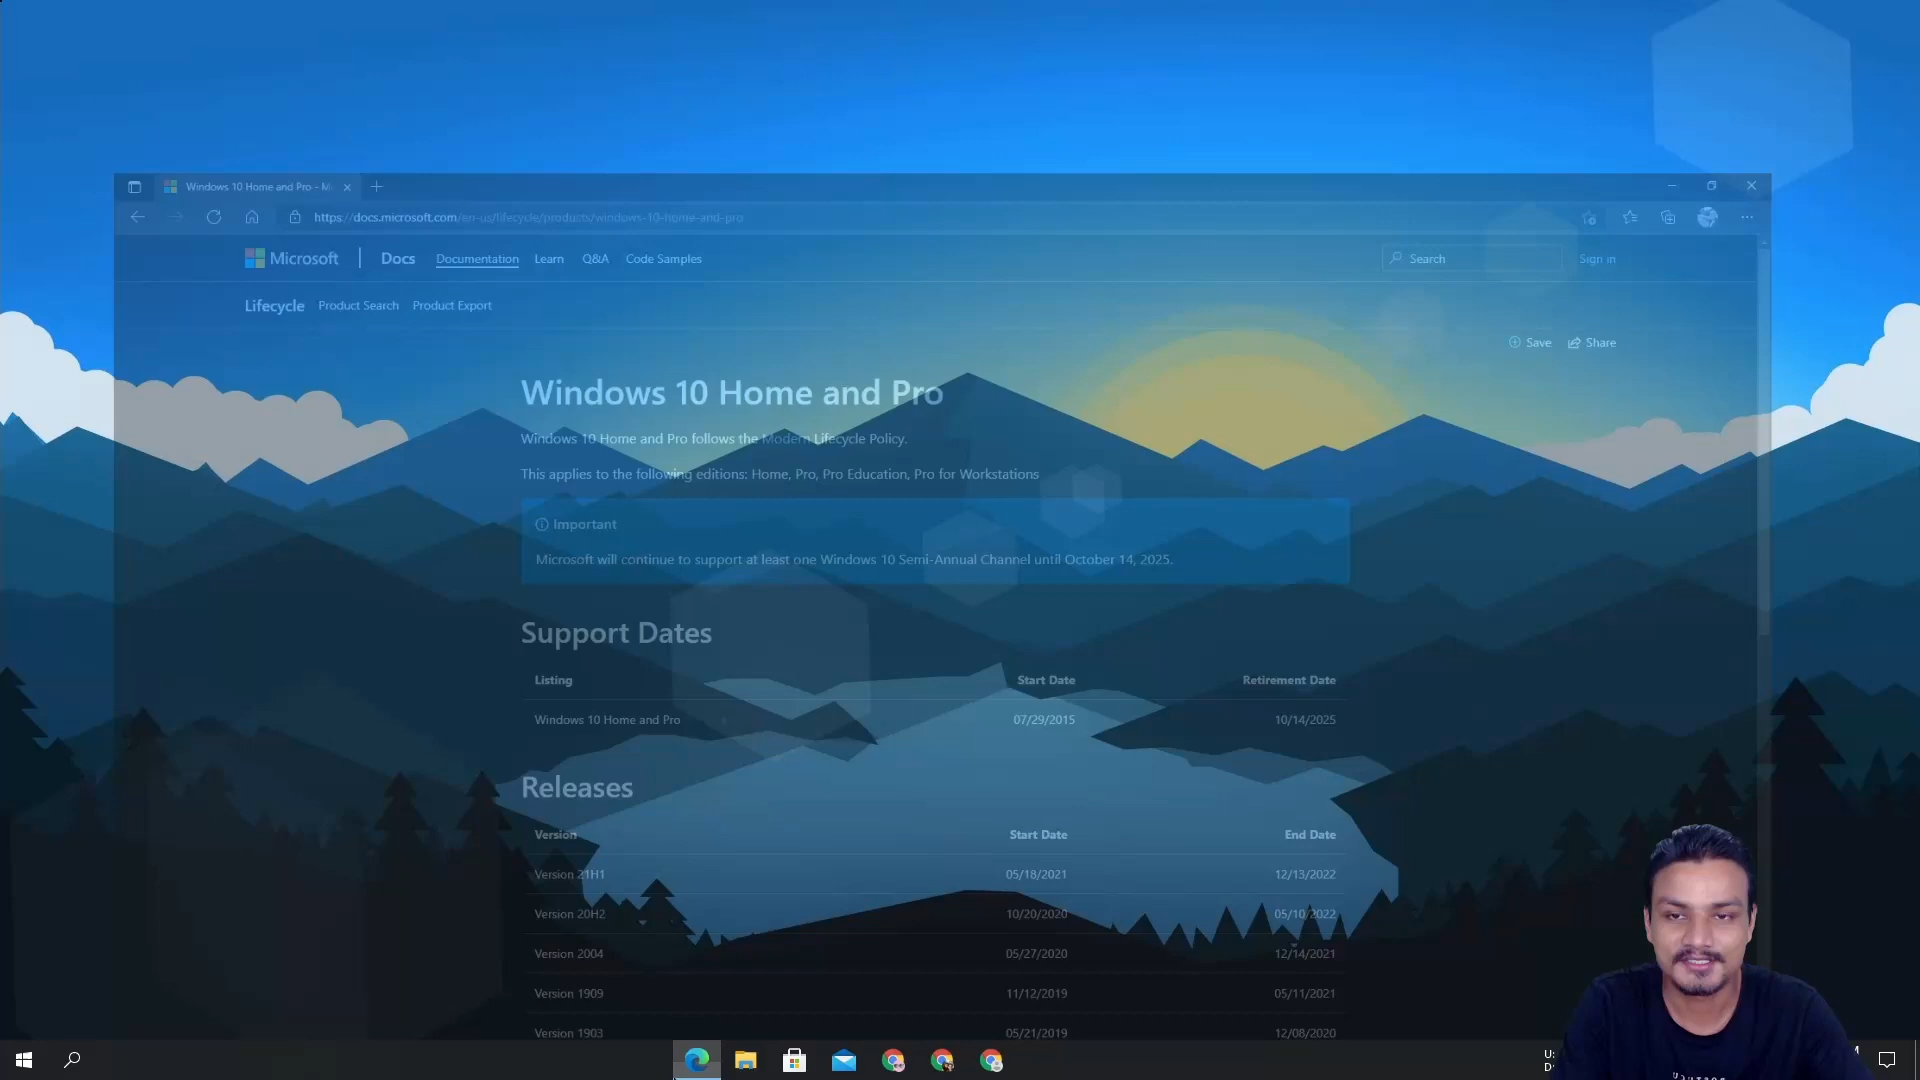 Windows 10 Home and Pro - M
https://docs.microsoft.com/en-us/lifecycle/products/windows-10-home-and-pro
Microsoft Docs Documentation Learn Q&A Code Samples Search Sign in
Lifecycle Product Search Product Export
Save Share
Windows 10 Home and Pro
Windows 10 Home and Pro follows the Modern Lifecycle Policy.
This applies to the following editions: Home, Pro, Pro Education, Pro for Workstations
Important
Microsoft will continue to support at least one Windows 10 Semi-Annual Channel until October 14, 2025.
Support Dates
Listing Start Date Retirement Date
Windows 10 Home and Pro 07/29/2015 10/14/2025
Releases
Version Start Date End Date
Version 21H1 05/18/2021 12/13/2022
Version 20H2 10/20/2020 05/10/2022
Version 2004 05/27/2020 12/14/2021
Version 1909 11/12/2019 05/11/2021
Version 1903 05/21/2019 12/08/2020
U:
D: